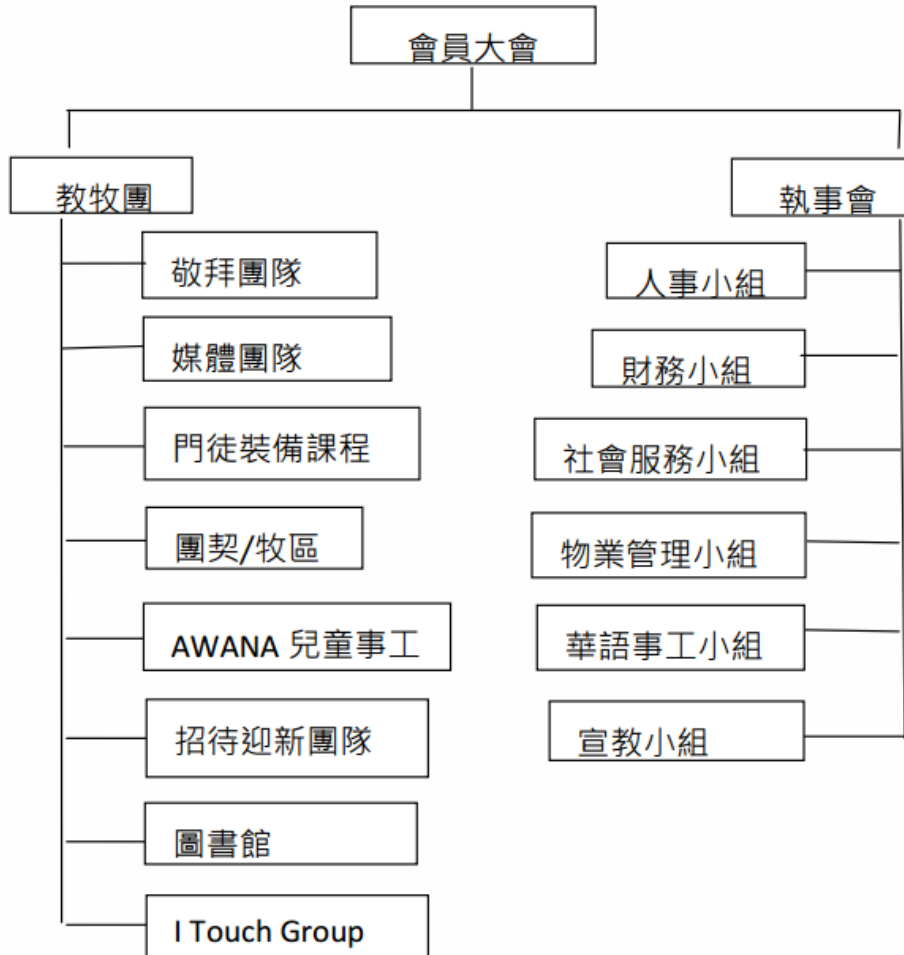 會員大會
教牧團
執事會
敬拜團隊
人事小組
媒體團隊
財務小組
門徒裝備課程
社會服務小組
團契/牧區
物業管理小組
AWANA 兒童事工
華語事工小組
招待迎新團隊
宣教小組
圖書館
I Touch Group